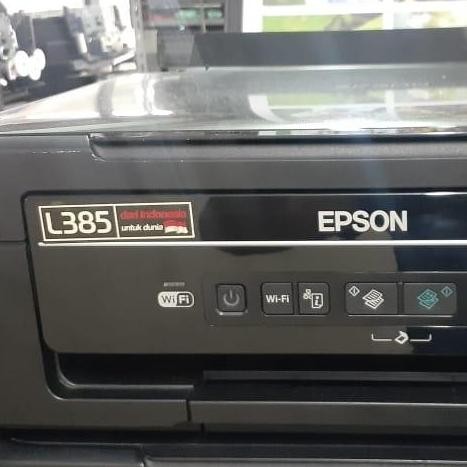 L385
dari Indonesia
untuk dunia
EPSON
Wi Fi
Wi-Fi